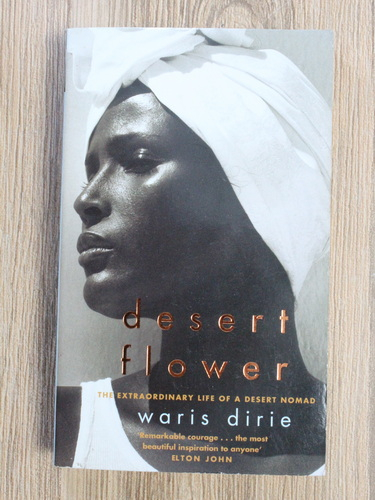 desert
flower
THE EXTRAORDINARY LIFE OF A DESERT NOMAD
waris dirie
'Remarkable courage . . . the most
beautiful inspiration to anyone'
ELTON JOHN